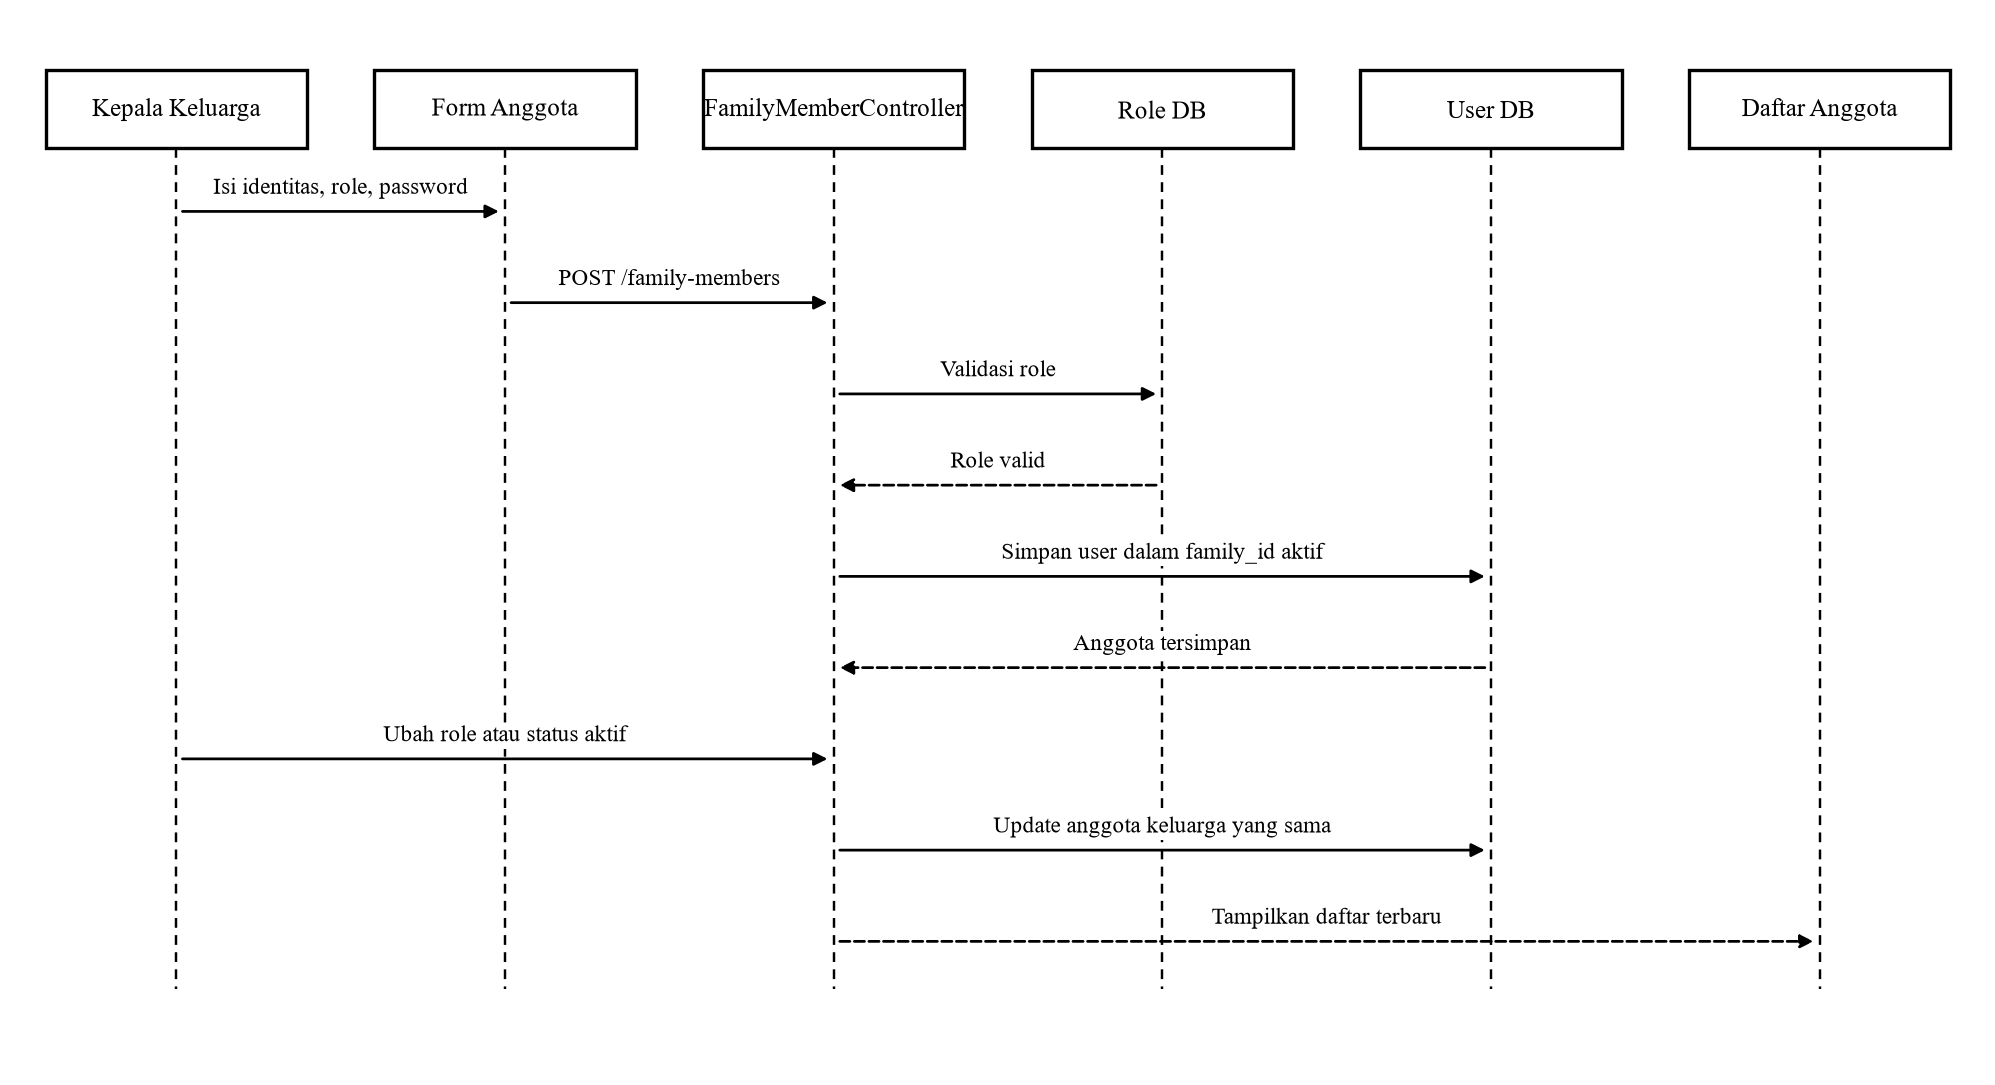 Kepala Keluarga
Form Anggota
FamilyMemberController
Role DB
User DB
Daftar Anggota
Isi identitas, role, password
POST /family-members
Validasi role
Role valid
Simpan user dalam family_id aktif
Anggota tersimpan
Ubah role atau status aktif
Update anggota keluarga yang sama
Tampilkan daftar terbaru